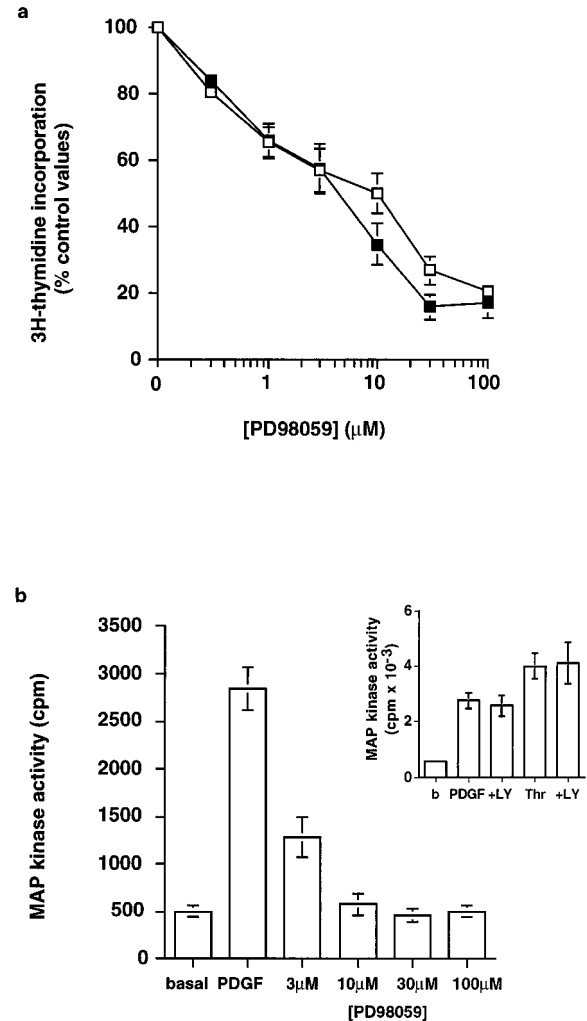 a
3H-thymidine incorporation
(% control values)
100
80
60
40
20
0
0 1 10 100
[PD98059] (µM)
b
MAP kinase activity (cpm)
3500
3000
2500
2000
1500
1000
500
0
basal PDGF 3µM 10µM 30µM 100µM
[PD98059]
MAP kinase activity
(cpm x 10-3)
6
4
2
0
b PDGF +LY Thr +LY